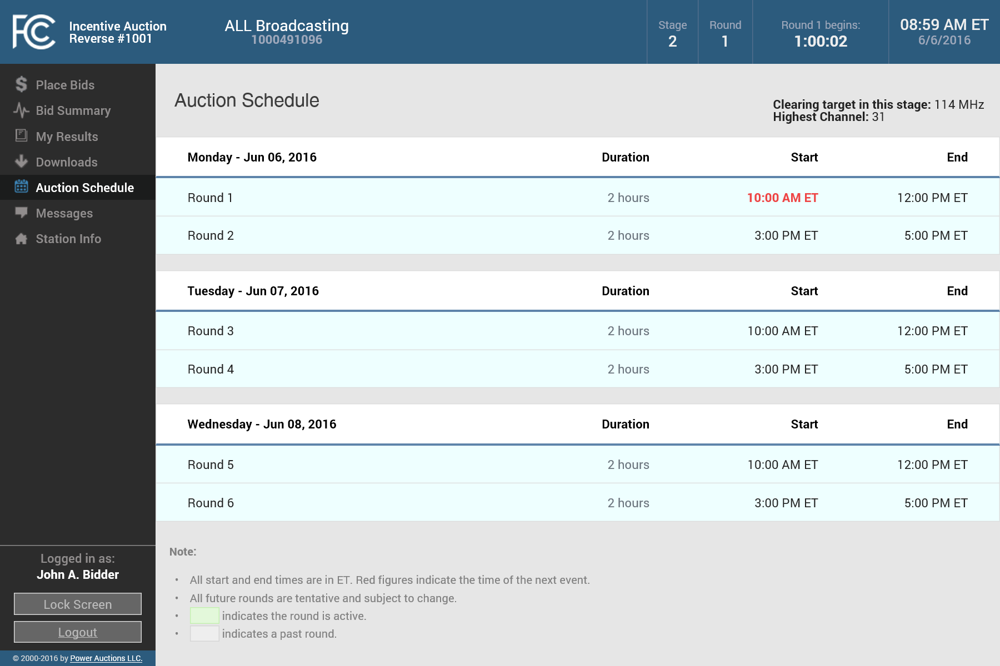 FCC
Incentive Auction
Reverse #1001
ALL Broadcasting
1000491096
Stage
2
Round
1
Round 1 begins:
1:00:02
08:59 AM ET
6/6/2016
Place Bids
Bid Summary
My Results
Downloads
Auction Schedule
Messages
Station Info
Logged in as:
John A. Bidder
Lock Screen
Logout
© 2000-2016 by Power Auctions LLC.
Auction Schedule
Clearing target in this stage: 114 MHz
Highest Channel: 31
Monday - Jun 06, 2016 Duration Start End
Round 1 2 hours 10:00 AM ET 12:00 PM ET
Round 2 2 hours 3:00 PM ET 5:00 PM ET
Tuesday - Jun 07, 2016 Duration Start End
Round 3 2 hours 10:00 AM ET 12:00 PM ET
Round 4 2 hours 3:00 PM ET 5:00 PM ET
Wednesday - Jun 08, 2016 Duration Start End
Round 5 2 hours 10:00 AM ET 12:00 PM ET
Round 6 2 hours 3:00 PM ET 5:00 PM ET
Note:
• All start and end times are in ET. Red figures indicate the time of the next event.
• All future rounds are tentative and subject to change.
• indicates the round is active.
• indicates a past round.